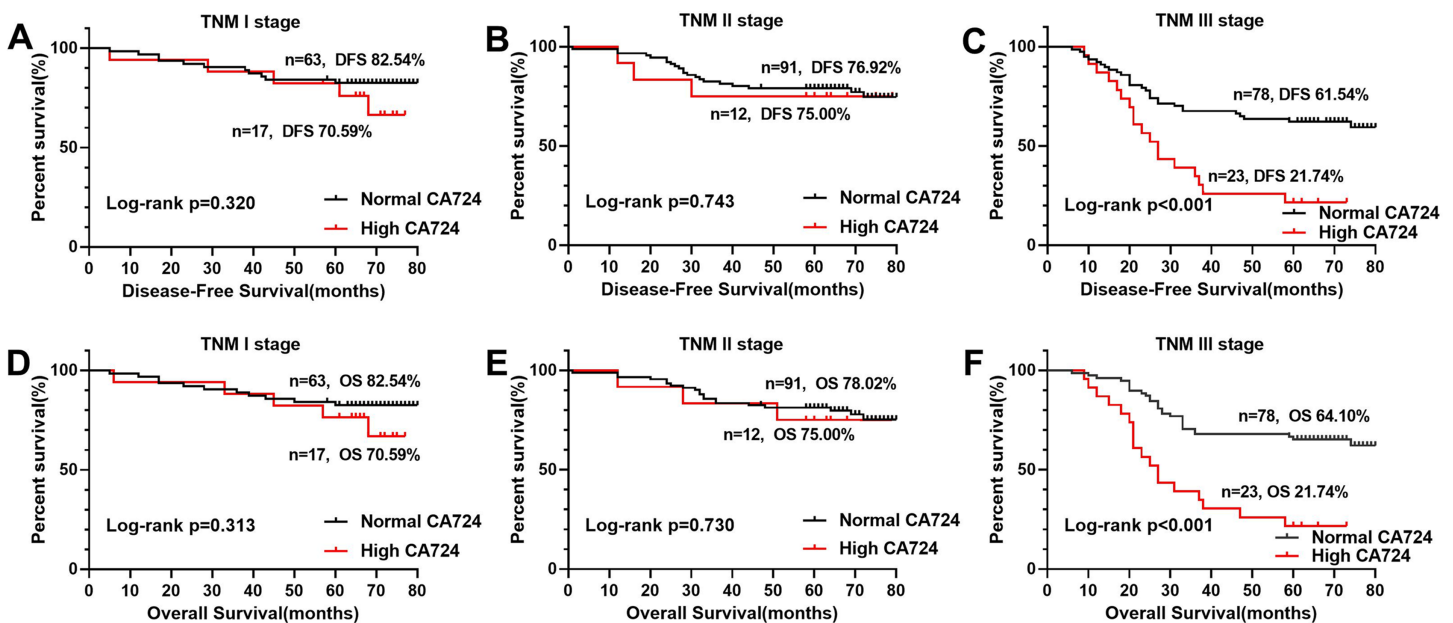 A
TNM I stage
Percent survival(%)
100
50
0
n=63, DFS 82.54%
n=17, DFS 70.59%
Log-rank p=0.320
Normal CA724
High CA724
0 10 20 30 40 50 60 70 80
Disease-Free Survival(months)
B
TNM II stage
Percent survival(%)
100
50
0
n=91, DFS 76.92%
n=12, DFS 75.00%
Log-rank p=0.743
Normal CA724
High CA724
0 10 20 30 40 50 60 70 80
Disease-Free Survival(months)
C
TNM III stage
Percent survival(%)
100
50
0
n=78, DFS 61.54%
n=23, DFS 21.74%
Log-rank p<0.001
Normal CA724
High CA724
0 10 20 30 40 50 60 70 80
Disease-Free Survival(months)
D
TNM I stage
Percent survival(%)
100
50
0
n=63, OS 82.54%
n=17, OS 70.59%
Log-rank p=0.313
Normal CA724
High CA724
0 10 20 30 40 50 60 70 80
Overall Survival(months)
E
TNM II stage
Percent survival(%)
100
50
0
n=91, OS 78.02%
n=12, OS 75.00%
Log-rank p=0.730
Normal CA724
High CA724
0 10 20 30 40 50 60 70 80
Overall Survival(months)
F
TNM III stage
Percent survival(%)
100
50
0
n=78, OS 64.10%
n=23, OS 21.74%
Log-rank p<0.001
Normal CA724
High CA724
0 10 20 30 40 50 60 70 80
Overall Survival(months)